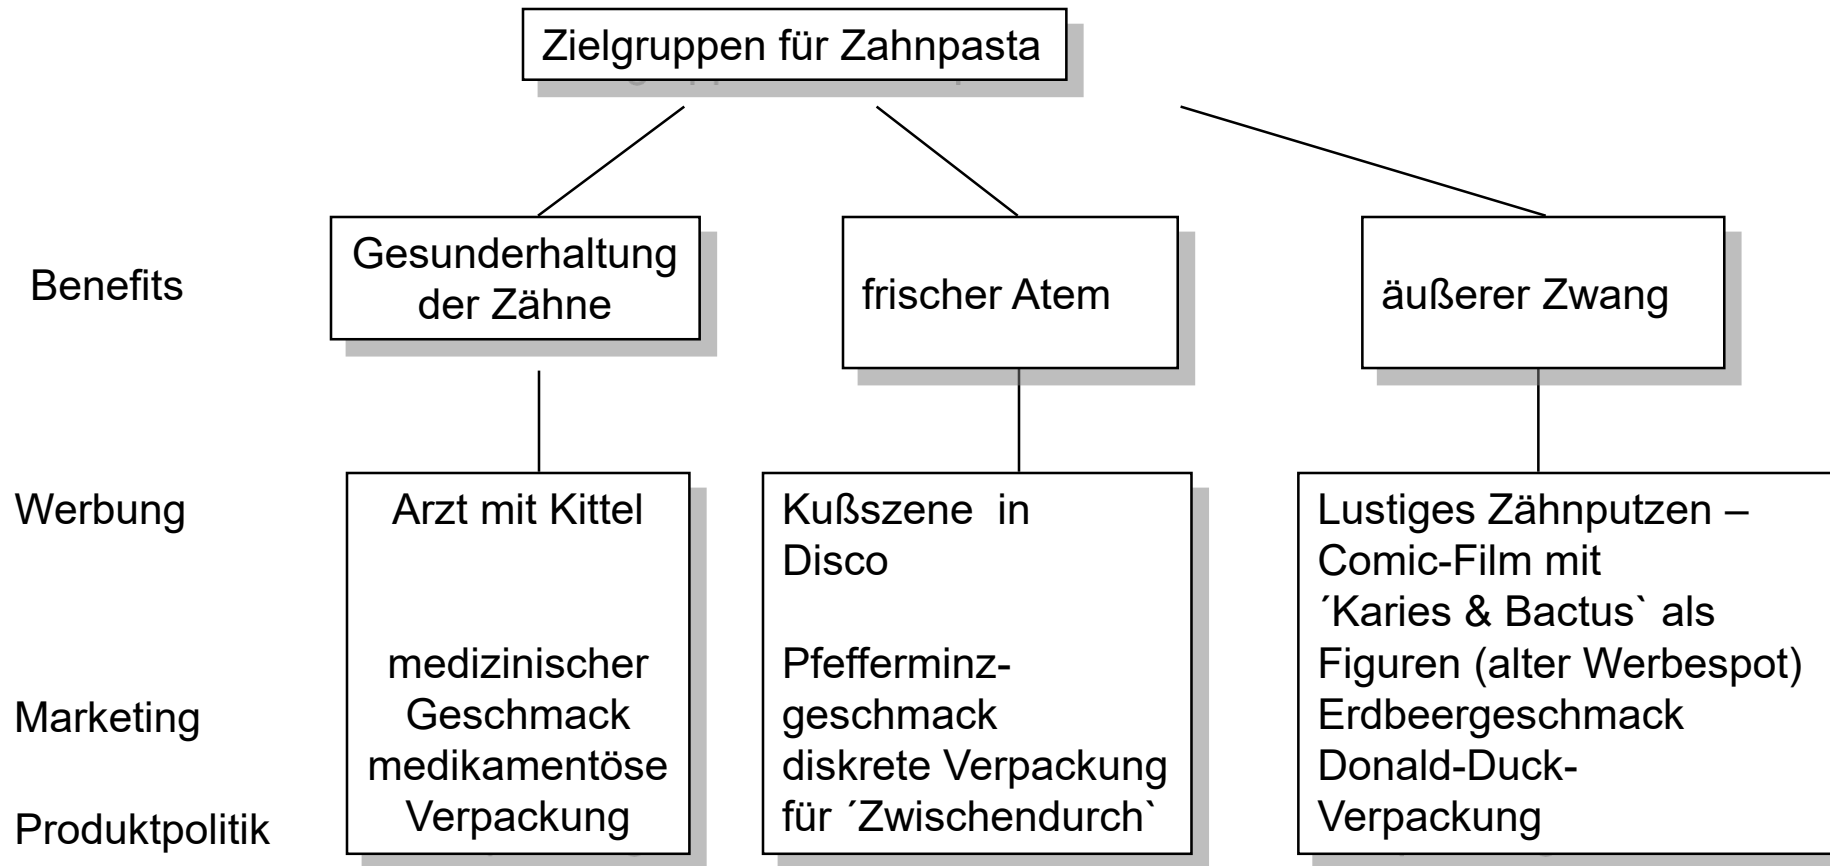 Zielgruppen für Zahnpasta
Benefits
Gesunderhaltung
der Zähne
frischer Atem
äußerer Zwang
Werbung
Marketing
Produktpolitik
Arzt mit Kittel
medizinischer
Geschmack
medikamentöse
Verpackung
Kußszene in
Disco
Pfefferminz-
geschmack
diskrete Verpackung
für ´Zwischendurch`
Lustiges Zähnputzen –
Comic-Film mit
´Karies & Bactus` als
Figuren (alter Werbespot)
Erdbeergeschmack
Donald-Duck-
Verpackung